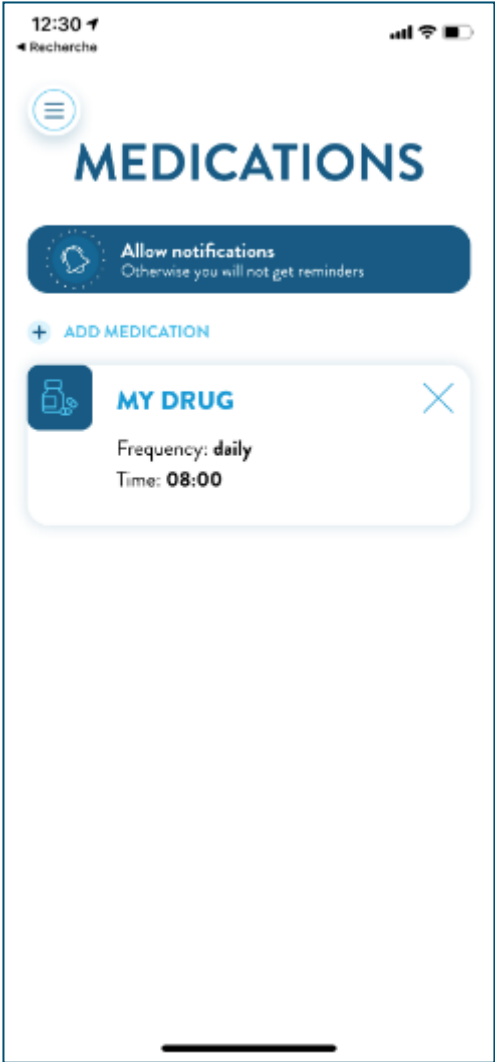 12:30
Recherche
MEDICATIONS
Allow notifications
Otherwise you will not get reminders
+ ADD MEDICATION
MY DRUG
Frequency: daily
Time: 08:00